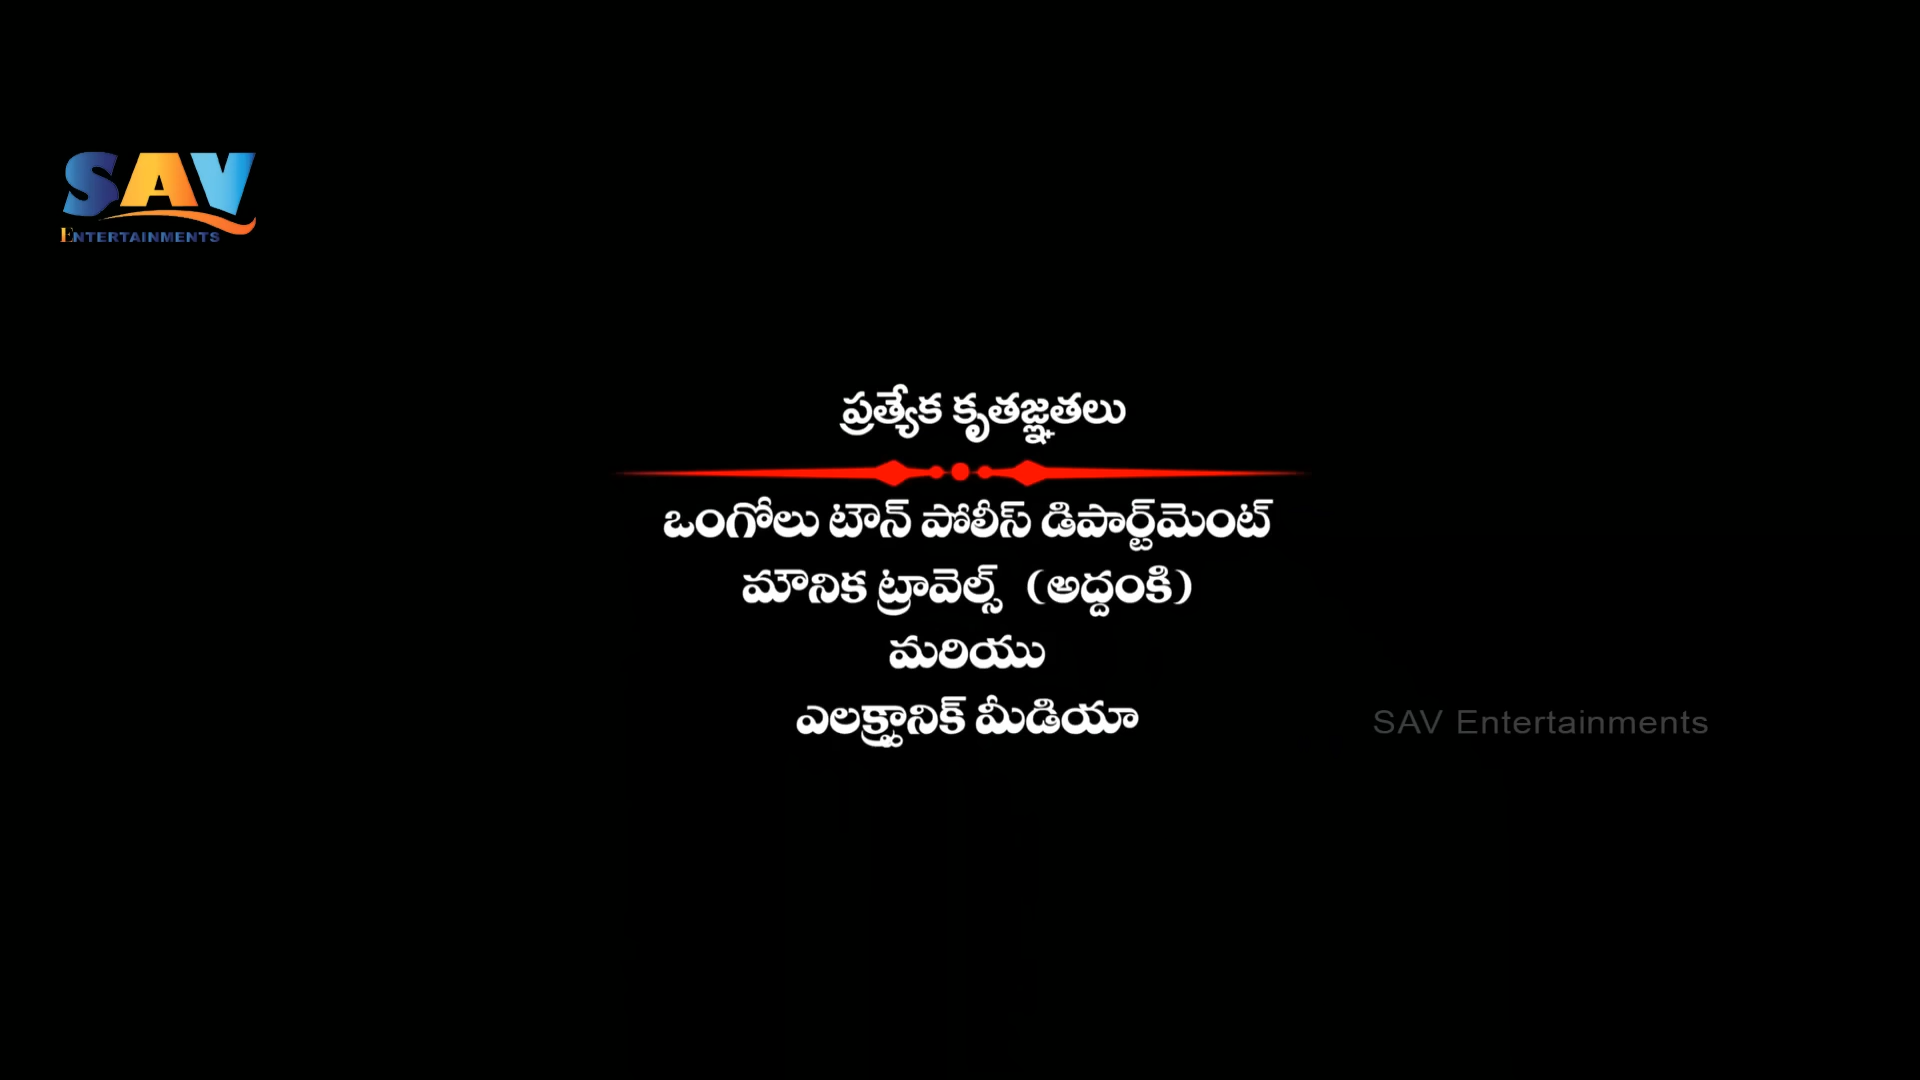 SAV
ENTERTAINMENTS
ప్రత్యేక కృతజ్ఞతలు
ఒంగోలు టౌన్ పోలీస్ డిపార్ట్‌మెంట్
మౌనిక ట్రావెల్స్ (అద్దంకి)
మరియు
ఎలక్ట్రానిక్ మీడియా
SAV Entertainments